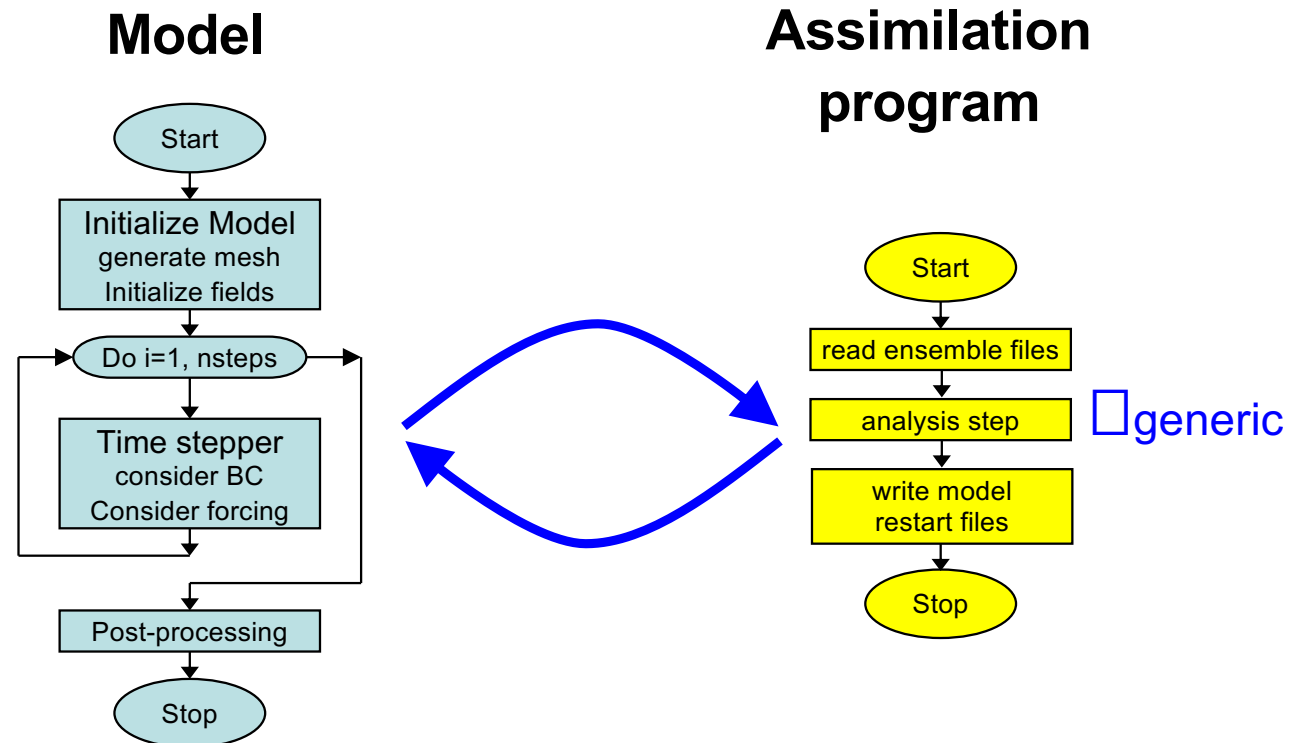 Model
Start
Initialize Model
generate mesh
Initialize fields
Do i=1, nsteps
Time stepper
consider BC
Consider forcing
Post-processing
Stop
Assimilation
program
Start
read ensemble files
analysis step
generic
write model
restart files
Stop